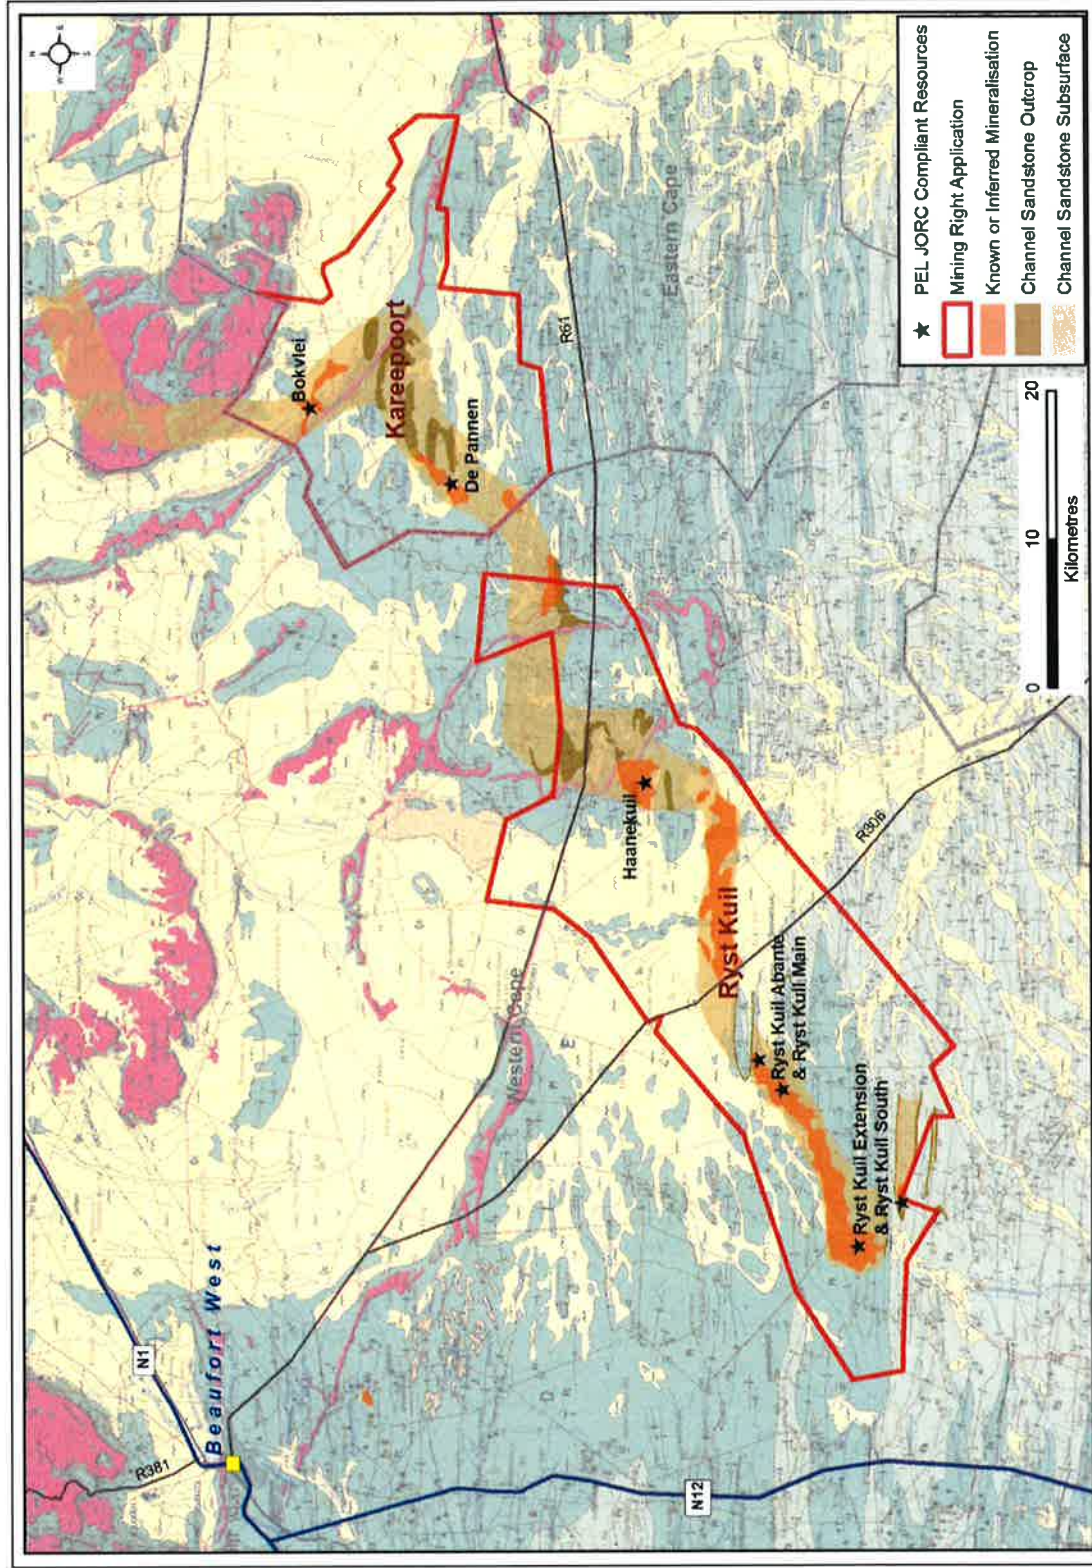 N
W
E
S
N1
R381
Beaufort West
N12
Western Cape
Eastern Cape
R61
R306
Bokvlei
Kareepoort
De Pannen
Haanekuil
Ryst Kuil
Ryst Kuil Abante
& Ryst Kuil Main
Ryst Kuil Extension
& Ryst Kuil South
0
10
20
Kilometres
PEL JORC Compliant Resources
Mining Right Application
Known or Inferred Mineralisation
Channel Sandstone Outcrop
Channel Sandstone Subsurface